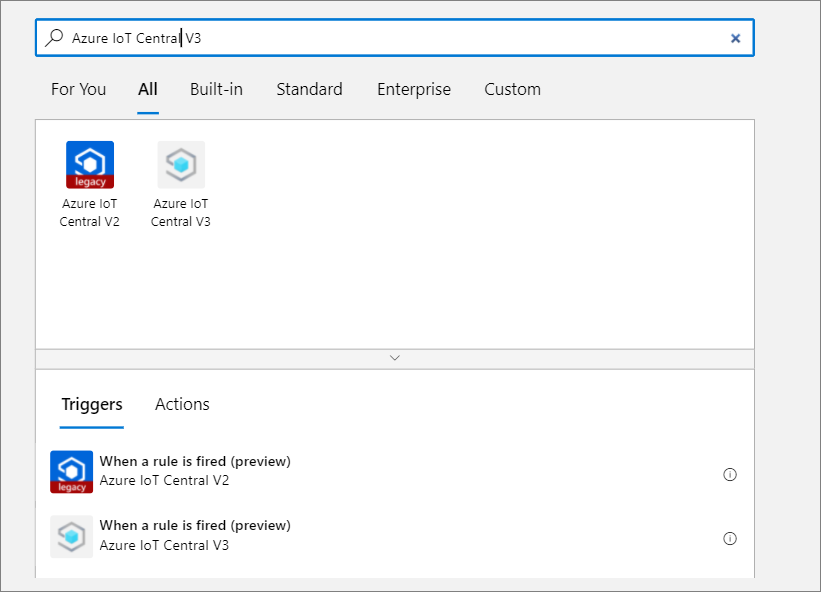 Azure IoT Central V3
For You All Built-in Standard Enterprise Custom
legacy
Azure IoT
Central V2
Azure IoT
Central V3
Triggers Actions
legacy
When a rule is fired (preview)
Azure IoT Central V2
When a rule is fired (preview)
Azure IoT Central V3